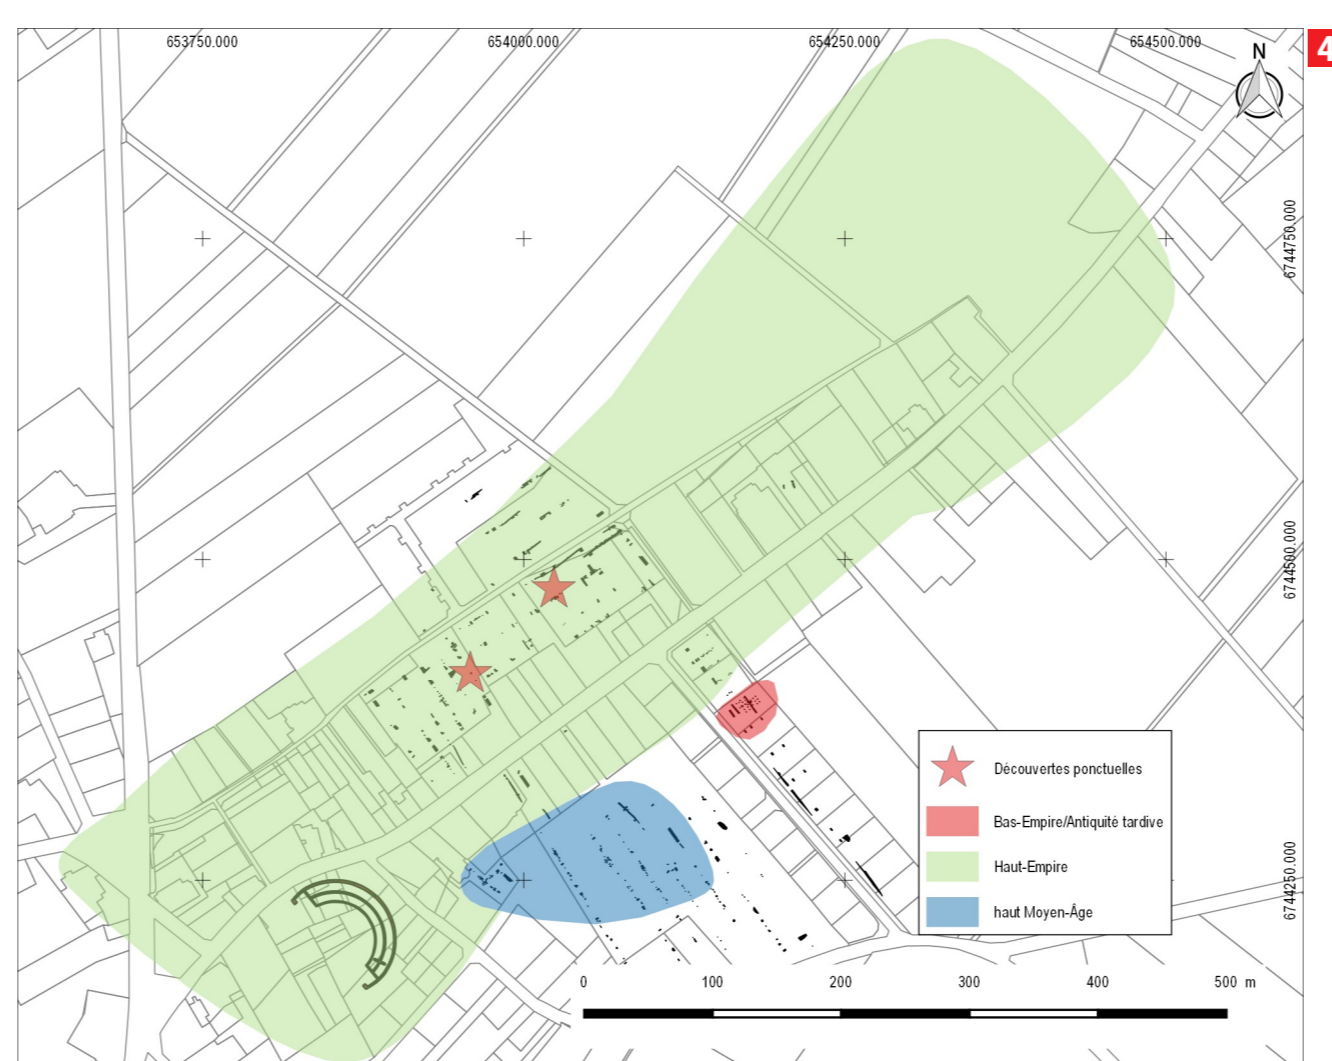 653750.000 654000.000 654250.000 654500.000
4
N
6744750.000
6744500.000
6744250.000
Découvertes ponctuelles
Bas-Empire/Antiquité tardive
Haut-Empire
haut Moyen-Âge
0 100 200 300 400 500 m